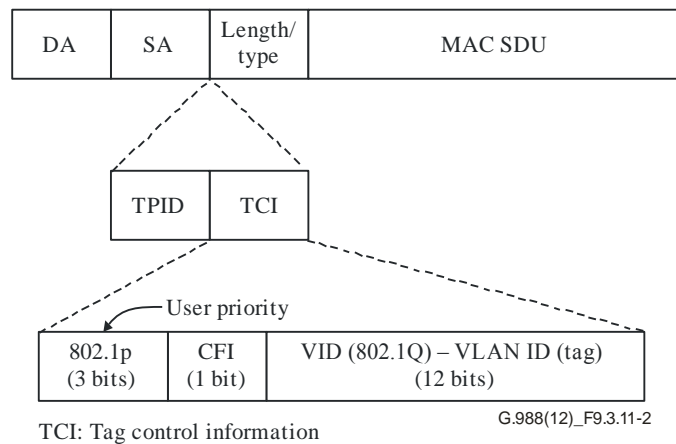 DA
SA
Length/
type
MAC SDU
TPID
TCI
User priority
802.1p
(3 bits)
CFI
(1 bit)
VID (802.1Q) – VLAN ID (tag)
(12 bits)
G.988(12)_F9.3.11-2
TCI: Tag control information